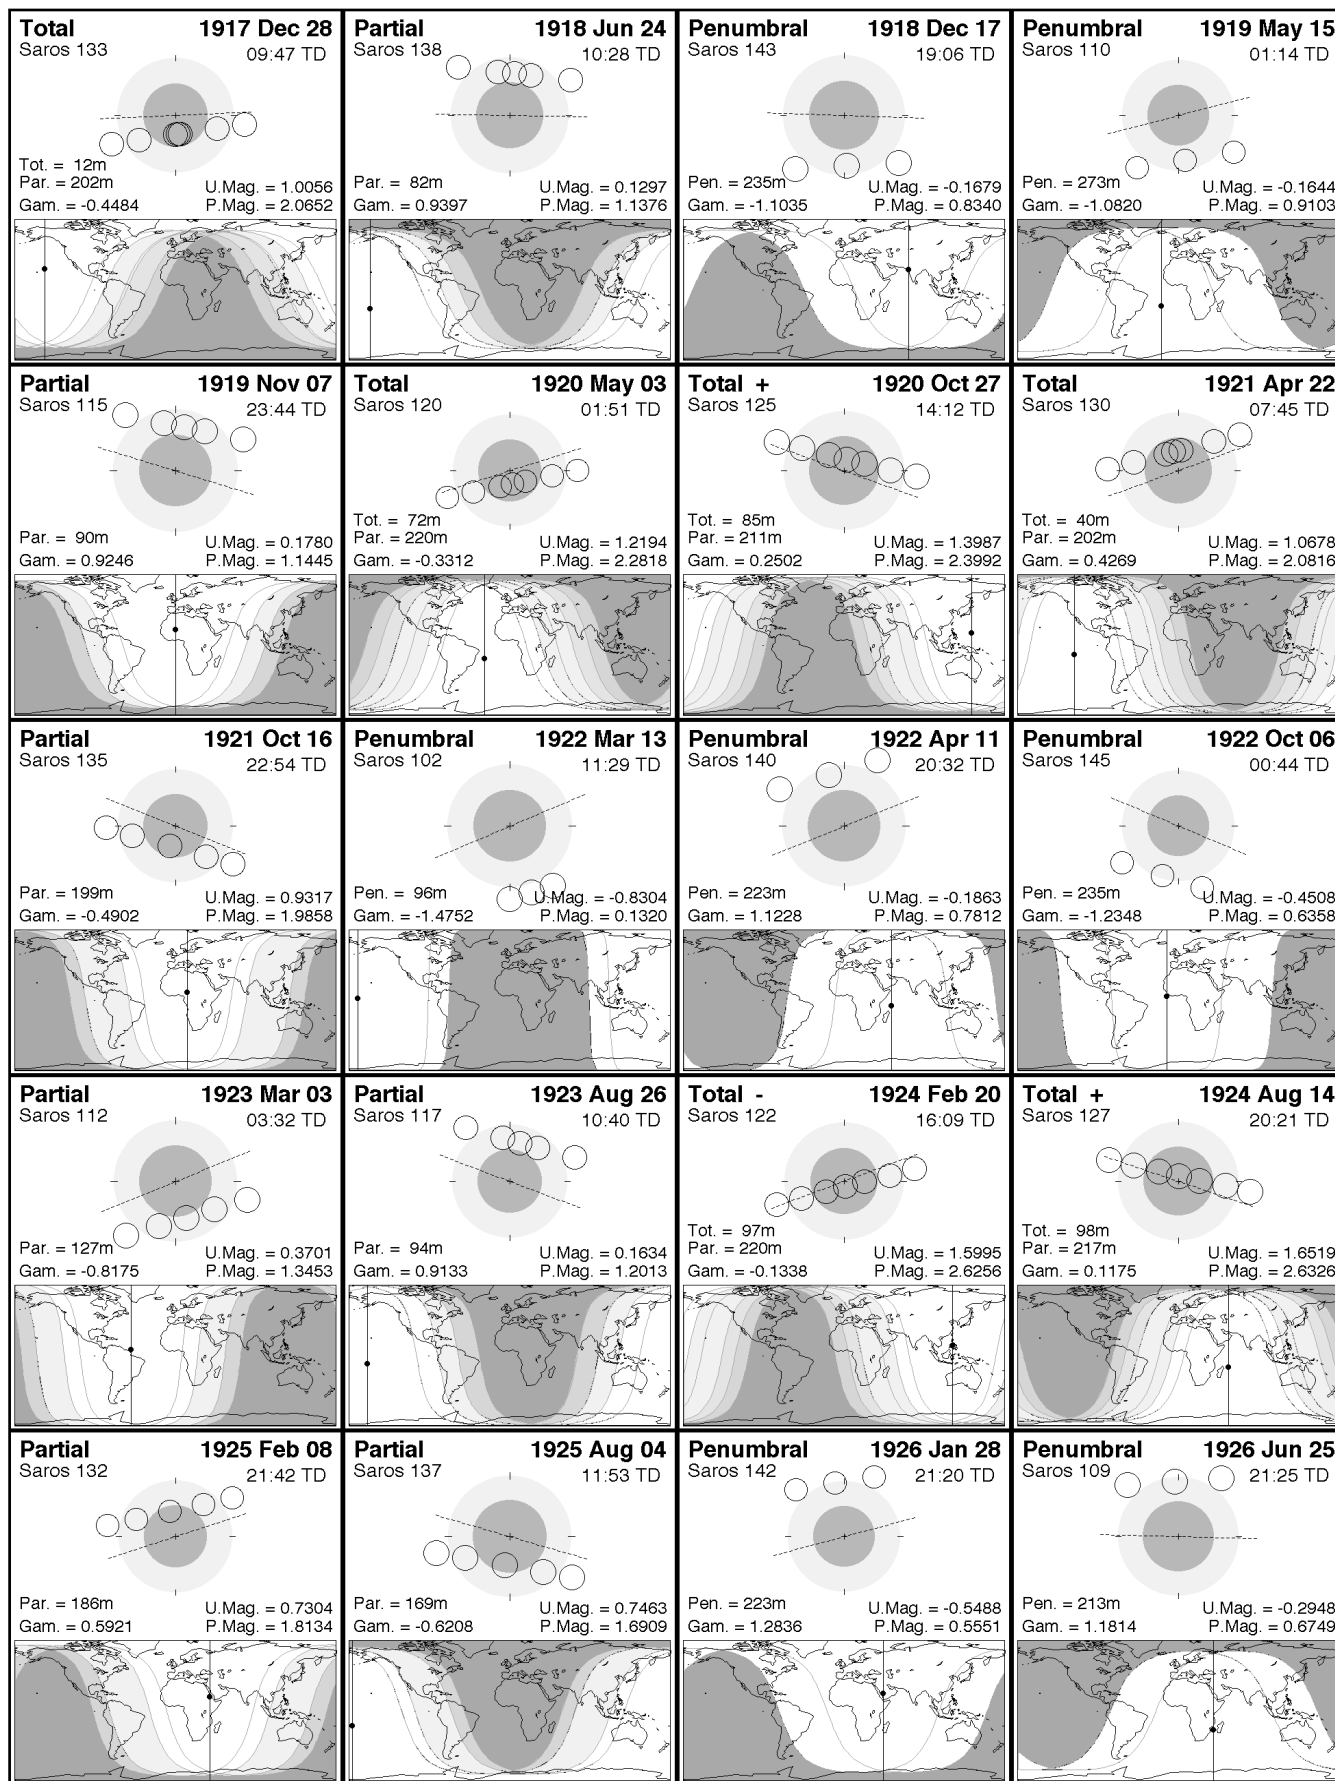 Total 1917 Dec 28
Saros 133 09:47 TD
Tot. = 12m
Par. = 202m U.Mag. = 1.0056
Gam. = -0.4484 P.Mag. = 2.0652
Partial 1918 Jun 24
Saros 138 10:28 TD
Par. = 82m U.Mag. = 0.1297
Gam. = 0.9397 P.Mag. = 1.1376
Penumbral 1918 Dec 17
Saros 143 19:06 TD
Pen. = 235m U.Mag. = -0.1679
Gam. = -1.1035 P.Mag. = 0.8340
Penumbral 1919 May 15
Saros 110 01:14 TD
Pen. = 273m U.Mag. = -0.1644
Gam. = -1.0820 P.Mag. = 0.9103
Partial 1919 Nov 07
Saros 115 23:44 TD
Par. = 90m U.Mag. = 0.1780
Gam. = 0.9246 P.Mag. = 1.1445
Total 1920 May 03
Saros 120 01:51 TD
Tot. = 72m
Par. = 220m U.Mag. = 1.2194
Gam. = -0.3312 P.Mag. = 2.2818
Total + 1920 Oct 27
Saros 125 14:12 TD
Tot. = 85m
Par. = 211m U.Mag. = 1.3987
Gam. = 0.2502 P.Mag. = 2.3992
Total 1921 Apr 22
Saros 130 07:45 TD
Tot. = 40m
Par. = 202m U.Mag. = 1.0678
Gam. = 0.4269 P.Mag. = 2.0816
Partial 1921 Oct 16
Saros 135 22:54 TD
Par. = 199m U.Mag. = 0.9317
Gam. = -0.4902 P.Mag. = 1.9858
Penumbral 1922 Mar 13
Saros 102 11:29 TD
Pen. = 96m U.Mag. = -0.8304
Gam. = -1.4752 P.Mag. = 0.1320
Penumbral 1922 Apr 11
Saros 140 20:32 TD
Pen. = 223m U.Mag. = -0.1863
Gam. = 1.1228 P.Mag. = 0.7812
Penumbral 1922 Oct 06
Saros 145 00:44 TD
Pen. = 235m U.Mag. = -0.4508
Gam. = -1.2348 P.Mag. = 0.6358
Partial 1923 Mar 03
Saros 112 03:32 TD
Par. = 127m U.Mag. = 0.3701
Gam. = -0.8175 P.Mag. = 1.3453
Partial 1923 Aug 26
Saros 117 10:40 TD
Par. = 94m U.Mag. = 0.1634
Gam. = 0.9133 P.Mag. = 1.2013
Total - 1924 Feb 20
Saros 122 16:09 TD
Tot. = 97m
Par. = 220m U.Mag. = 1.5995
Gam. = -0.1338 P.Mag. = 2.6256
Total + 1924 Aug 14
Saros 127 20:21 TD
Tot. = 98m
Par. = 217m U.Mag. = 1.6519
Gam. = 0.1175 P.Mag. = 2.6326
Partial 1925 Feb 08
Saros 132 21:42 TD
Par. = 186m U.Mag. = 0.7304
Gam. = 0.5921 P.Mag. = 1.8134
Partial 1925 Aug 04
Saros 137 11:53 TD
Par. = 169m U.Mag. = 0.7463
Gam. = -0.6208 P.Mag. = 1.6909
Penumbral 1926 Jan 28
Saros 142 21:20 TD
Pen. = 223m U.Mag. = -0.5488
Gam. = 1.2836 P.Mag. = 0.5551
Penumbral 1926 Jun 25
Saros 109 21:25 TD
Pen. = 213m U.Mag. = -0.2948
Gam. = 1.1814 P.Mag. = 0.6749